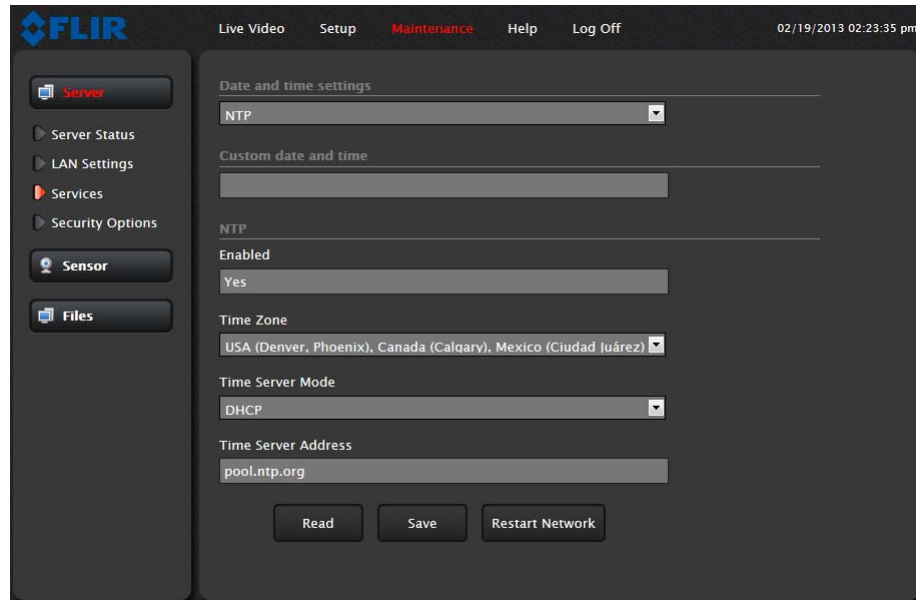 FLIR
Live Video Setup Maintenance Help Log Off 02/19/2013 02:23:35 pm
Server
Server Status
LAN Settings
Services
Security Options
Sensor
Files
Date and time settings
NTP
Custom date and time
NTP
Enabled
Yes
Time Zone
USA (Denver, Phoenix), Canada (Calgary), Mexico (Ciudad Juárez)
Time Server Mode
DHCP
Time Server Address
pool.ntp.org
Read Save Restart Network